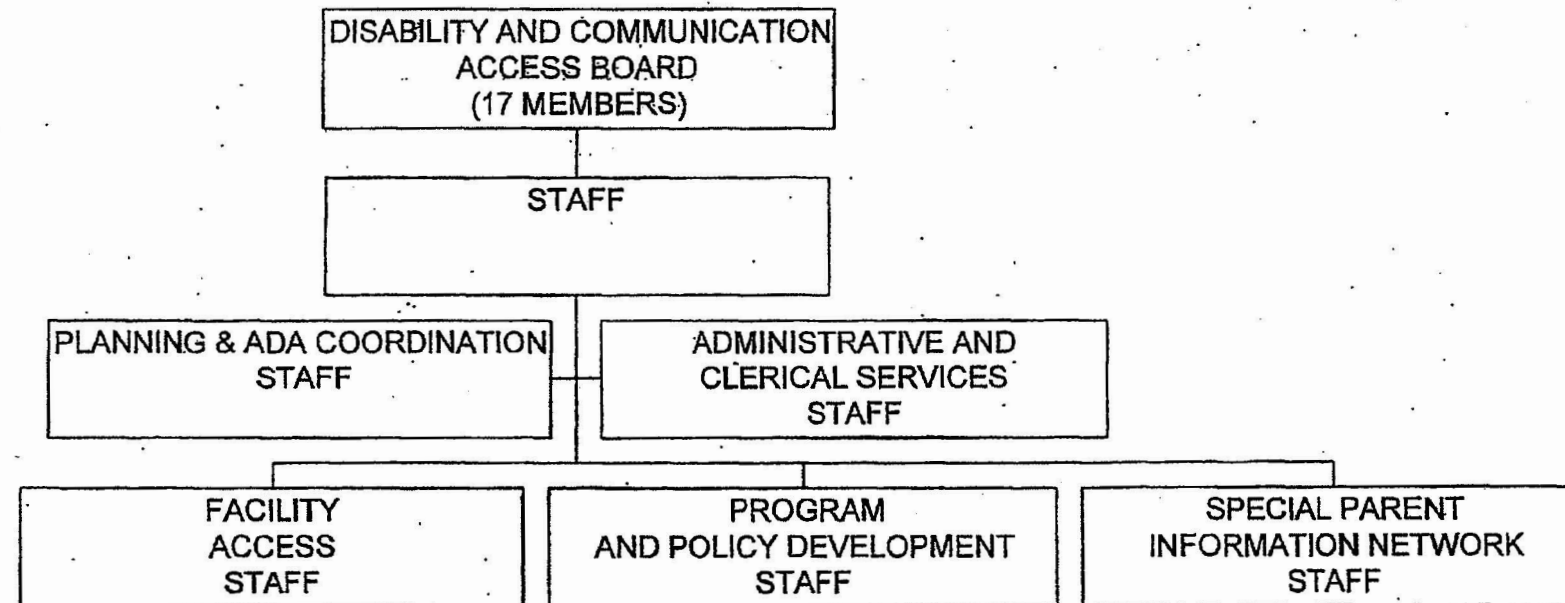 DISABILITY AND COMMUNICATION
ACCESS BOARD
(17 MEMBERS)
STAFF
PLANNING & ADA COORDINATION
STAFF
ADMINISTRATIVE AND
CLERICAL SERVICES
STAFF
FACILITY
ACCESS
STAFF
PROGRAM
AND POLICY DEVELOPMENT
STAFF
SPECIAL PARENT
INFORMATION NETWORK
STAFF